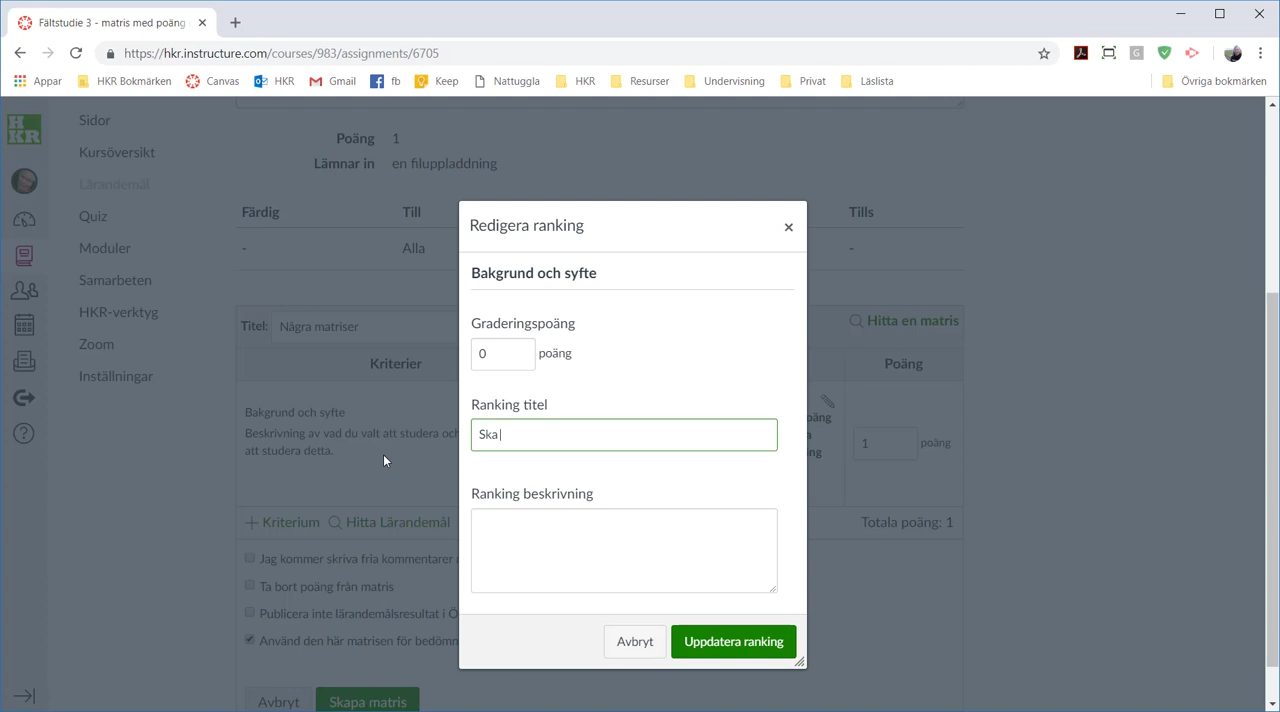 Fältstudie 3 - matris med poäng
https://hkr.instructure.com/courses/983/assignments/6705
Appar HKR Bokmärken Canvas HKR Gmail fb Keep Nattuggla HKR Resurser Undervisning Privat Läslista Övriga bokmärken
H
KR
Sidor
Kursöversikt
Lärandemål
Quiz
Moduler
Samarbeten
HKR-verktyg
Zoom
Inställningar
Poäng 1
Lämnar in en filuppladdning
Färdig Till Tills
- Alla -
Titel: Några matriser Hitta en matris
Kriterier Poäng
Bakgrund och syfte
Beskrivning av vad du valt att studera och
att studera detta.
1 poäng
+ Kriterium Hitta Lärandemål Totala poäng: 1
Jag kommer skriva fria kommentarer
Ta bort poäng från matris
Publicera inte lärandemålsresultat i
Använd den här matrisen för
Avbryt Skapa matris
Redigera ranking ×
Bakgrund och syfte
Graderingspoäng
0 poäng
Ranking titel
Ska
Ranking beskrivning
Avbryt Uppdatera ranking